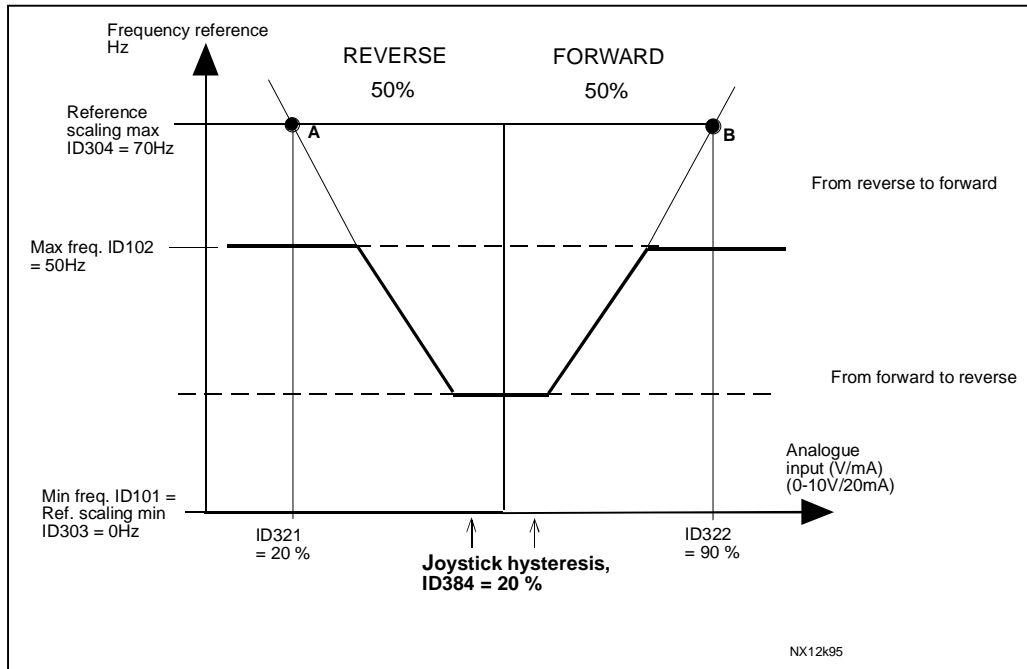 Frequency reference
Hz
REVERSE
50%
FORWARD
50%
Reference
scaling max
ID304 = 70Hz
A
B
From reverse to forward
Max freq. ID102
= 50Hz
From forward to reverse
Analogue
input (V/mA)
(0-10V/20mA)
Min freq. ID101 =
Ref. scaling min
ID303 = 0Hz
ID321
= 20 %
ID322
= 90 %
Joystick hysteresis,
ID384 = 20 %
NX12k95